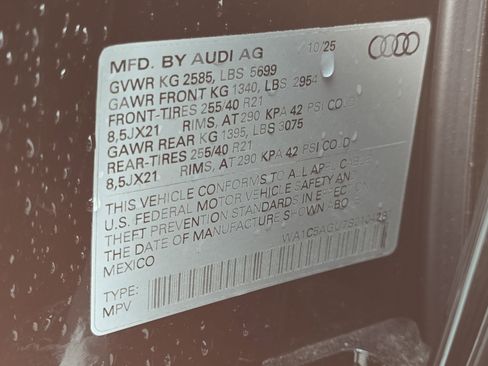 MFD. BY AUDI AG 10/25
GVWR KG 2585, LBS 5699
GAWR FRONT KG 1340, LBS 2954
FRONT-TIRES 255/40 R21
8,5JX21 RIMS, AT 290 KPA 42 PSI COLD
GAWR REAR KG 1395, LBS 3075
REAR-TIRES 255/40 R21
8,5JX21 RIMS, AT 290 KPA 42 PSI COLD
THIS VEHICLE CONFORMS TO ALL APPLICABLE
U.S. FEDERAL MOTOR VEHICLE SAFETY AND
THEFT PREVENTION STANDARDS IN EFFECT ON
THE DATE OF MANUFACTURE SHOWN ABOVE
MEXICO
TYPE:
MPV